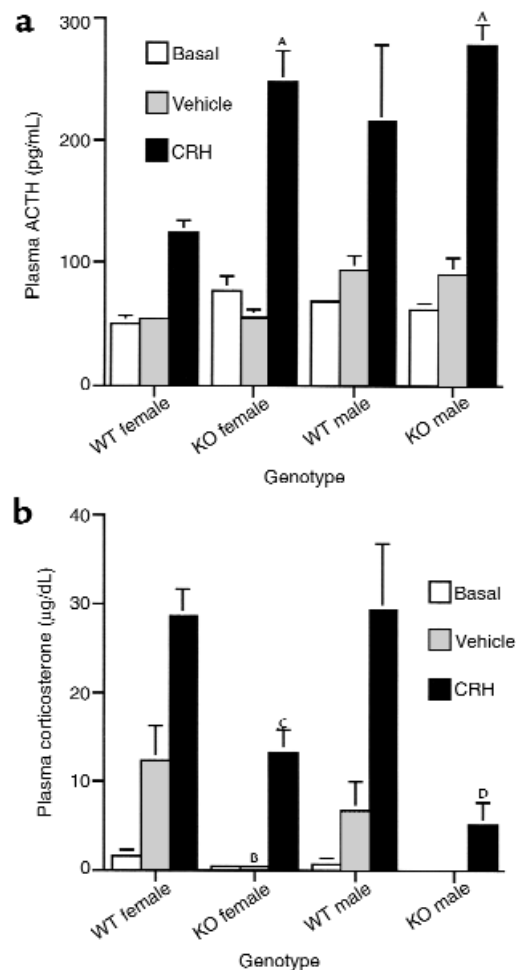 a
300
200
100
0
Plasma ACTH (pg/mL)
Basal
Vehicle
CRH
A
A
WT female
KO female
WT male
KO male
Genotype
b
40
30
20
10
0
Plasma corticosterone (µg/dL)
Basal
Vehicle
CRH
B
C
D
WT female
KO female
WT male
KO male
Genotype